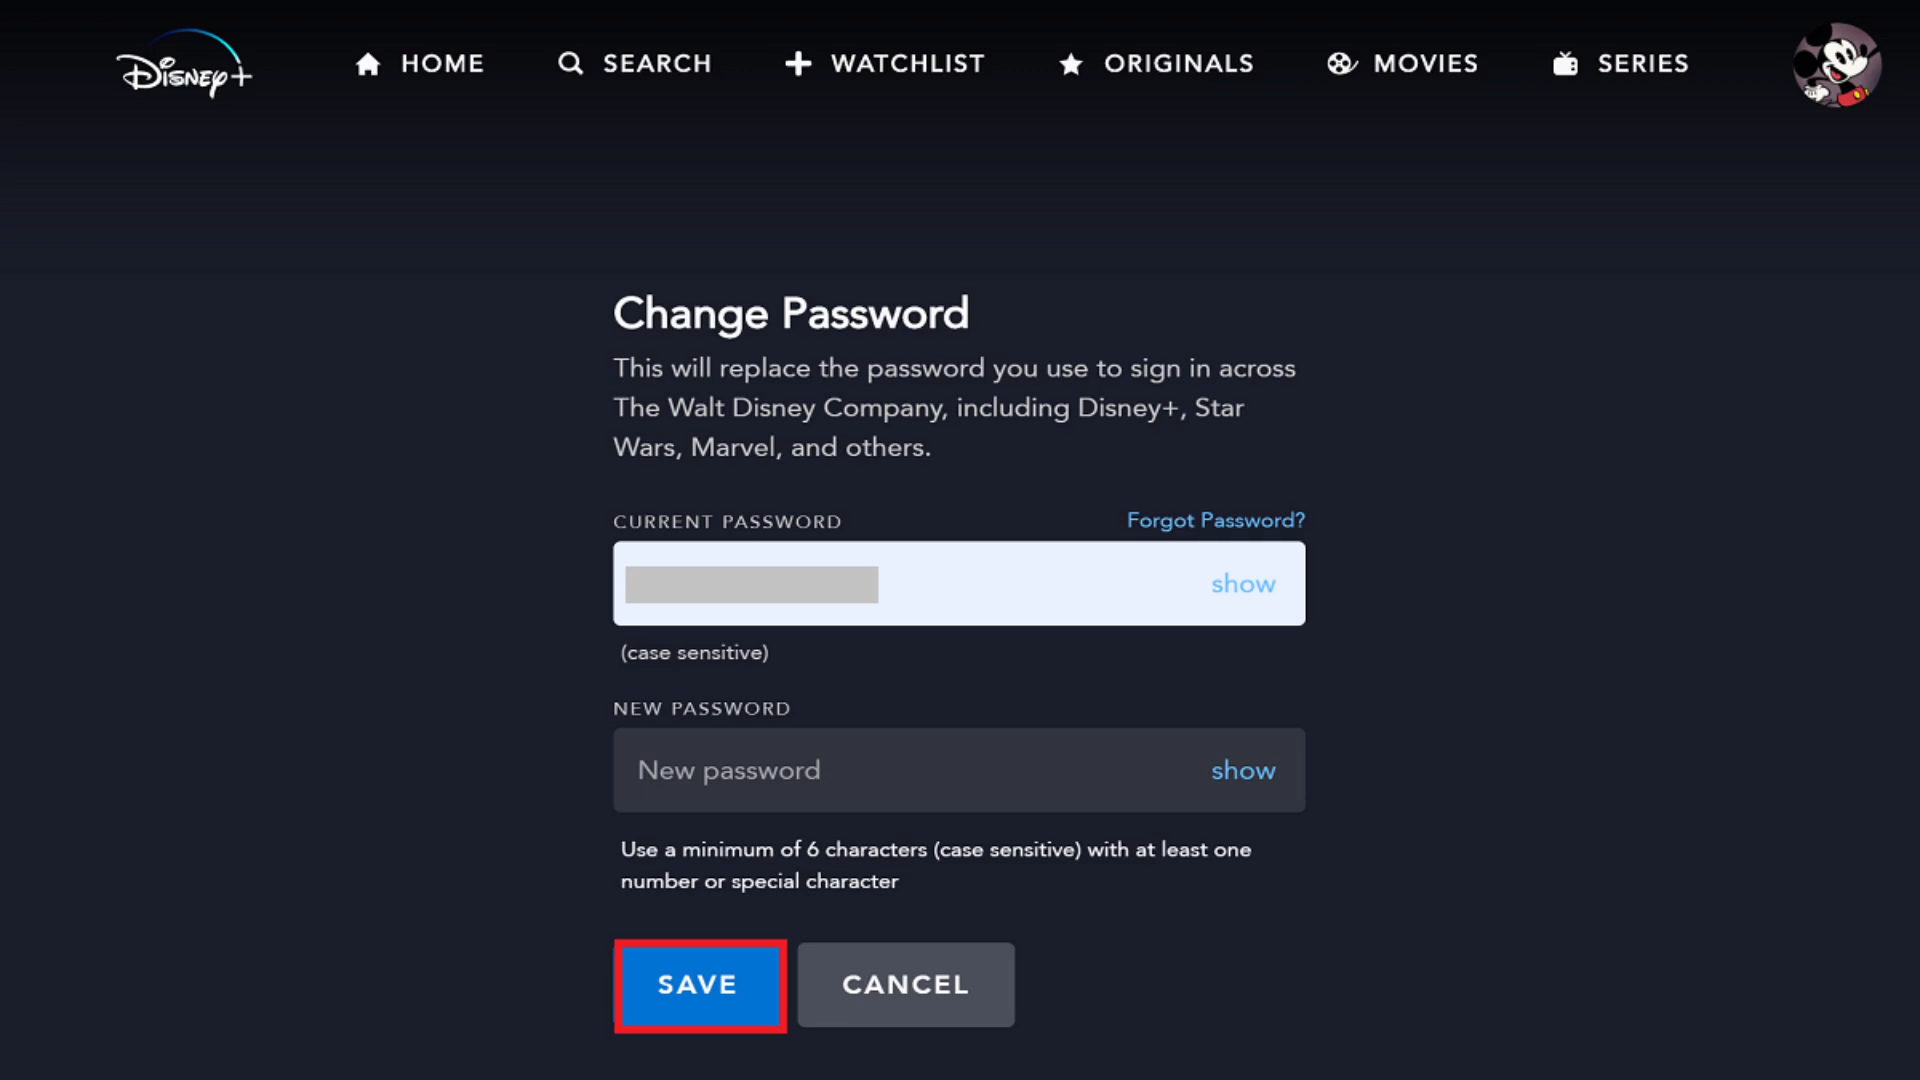 Disney+ HOME SEARCH WATCHLIST ORIGINALS MOVIES SERIES
Change Password
This will replace the password you use to sign in across
The Walt Disney Company, including Disney+, Star
Wars, Marvel, and others.
CURRENT PASSWORD Forgot Password?
show
(case sensitive)
NEW PASSWORD
New password show
Use a minimum of 6 characters (case sensitive) with at least one
number or special character
SAVE CANCEL